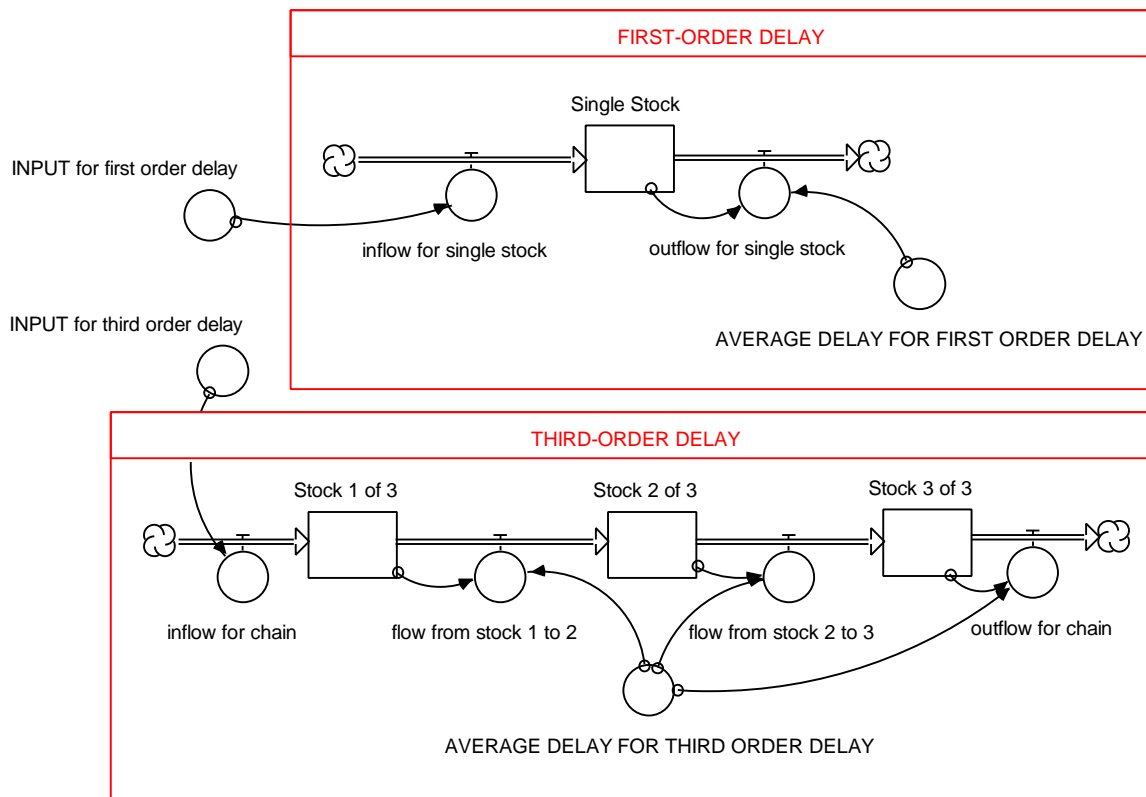 FIRST-ORDER DELAY
Single Stock
INPUT for first order delay
inflow for single stock
outflow for single stock
INPUT for third order delay
AVERAGE DELAY FOR FIRST ORDER DELAY
THIRD-ORDER DELAY
Stock 1 of 3
Stock 2 of 3
Stock 3 of 3
inflow for chain
flow from stock 1 to 2
flow from stock 2 to 3
outflow for chain
AVERAGE DELAY FOR THIRD ORDER DELAY